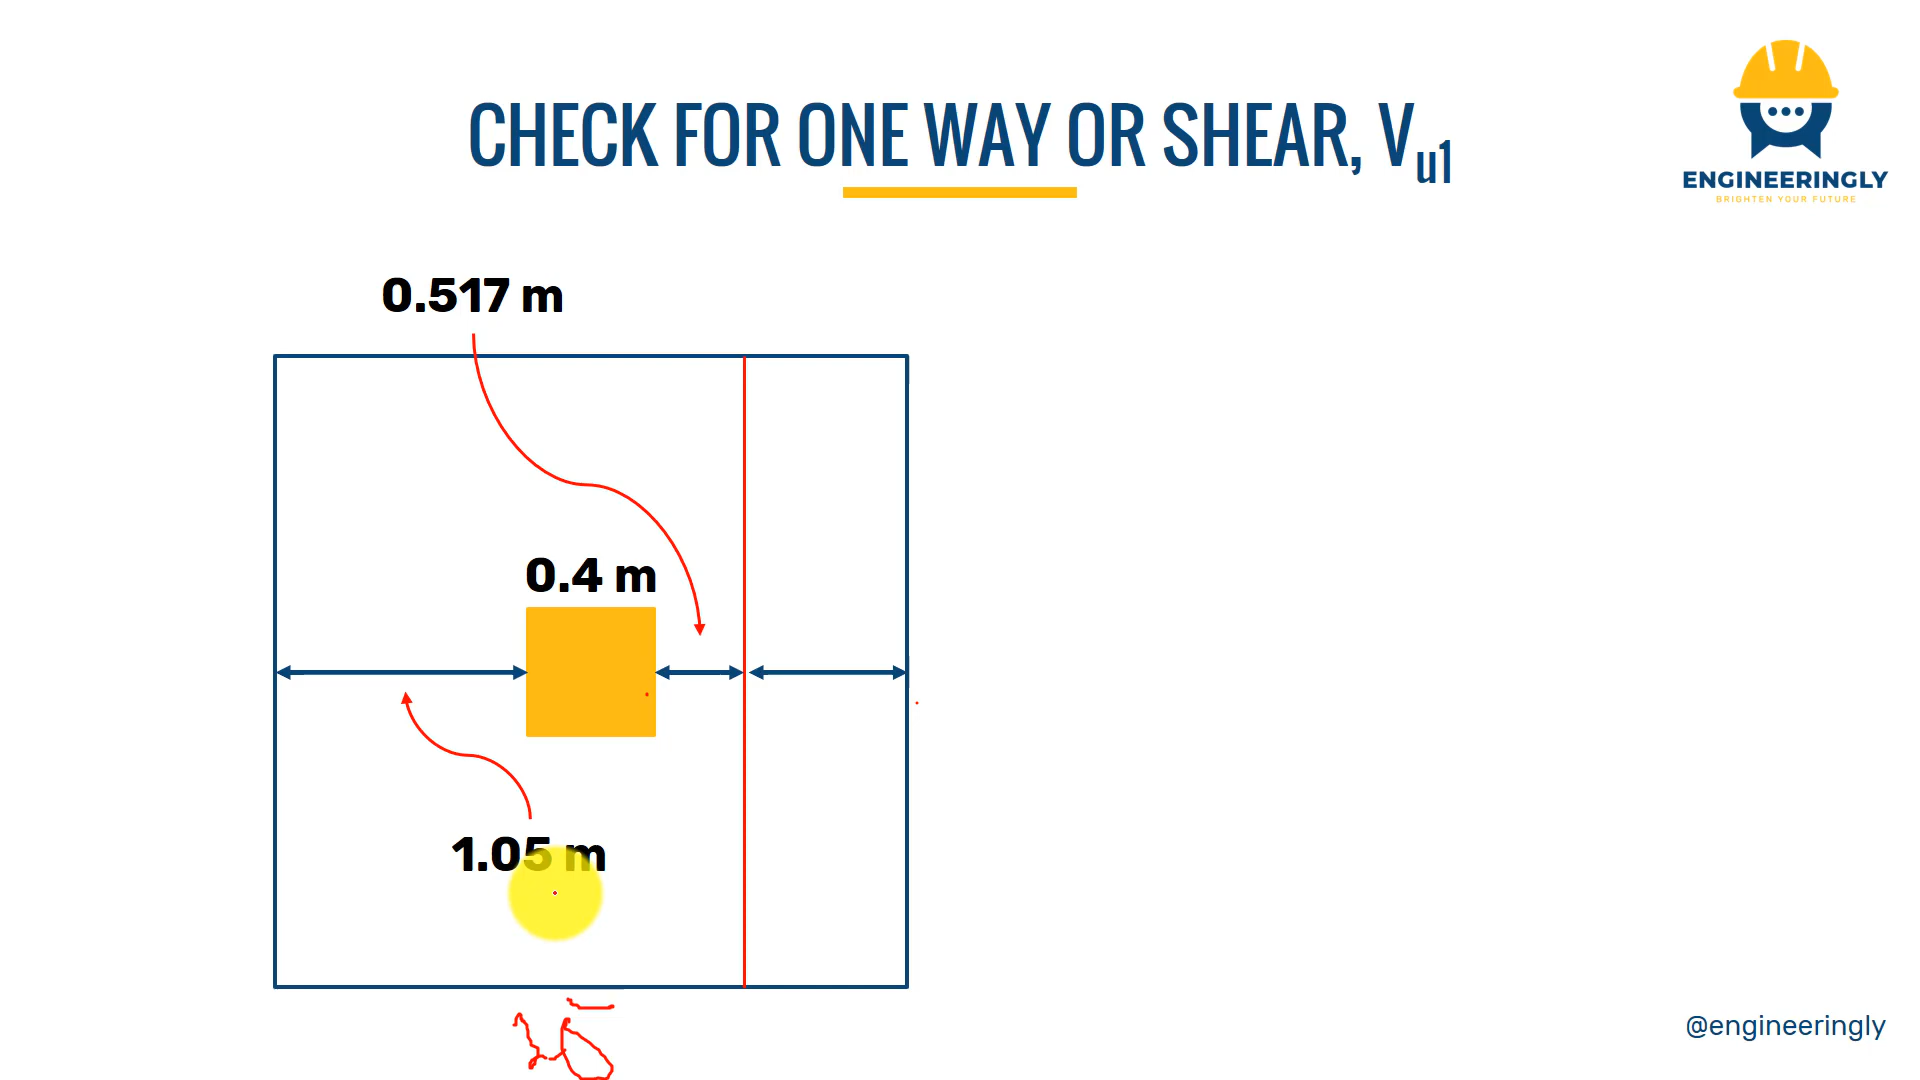 CHECK FOR ONE WAY OR SHEAR, Vu1
ENGINEERINGLY
BRIGHTEN YOUR FUTURE
0.517 m
0.4 m
1.05 m
@engineeringly